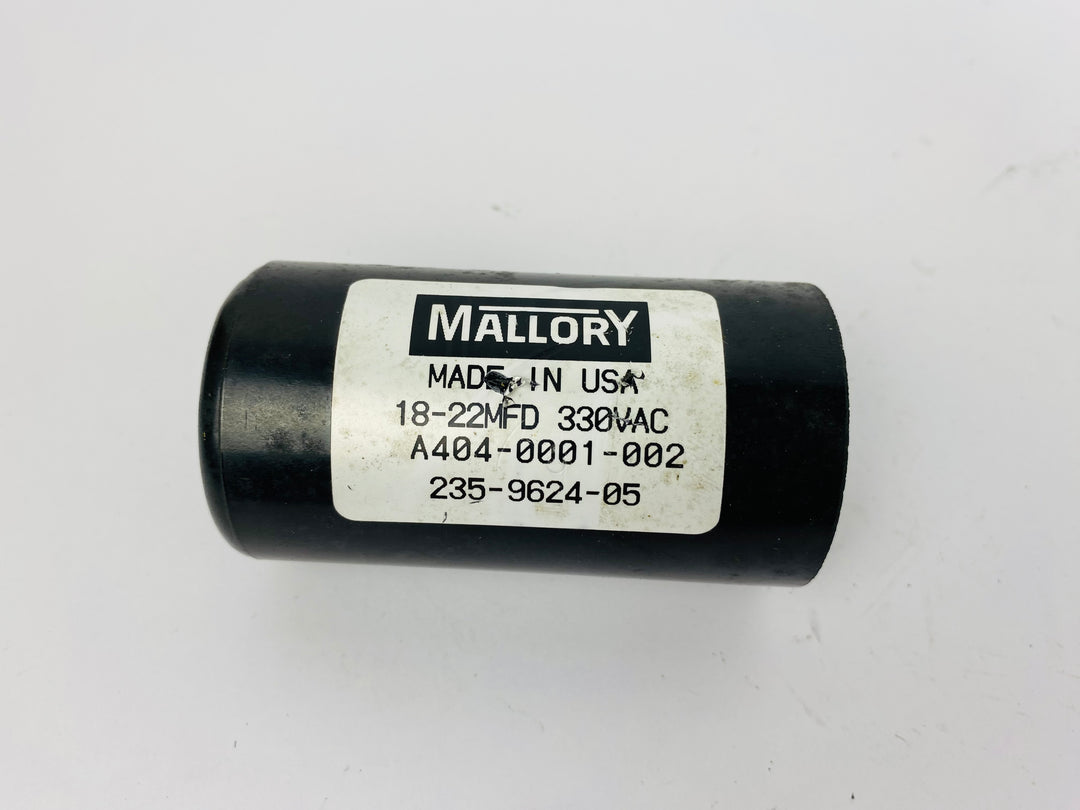 MALLORY
MADE IN USA
18-22MFD 330VAC
A404-0001-002
235-9624-05